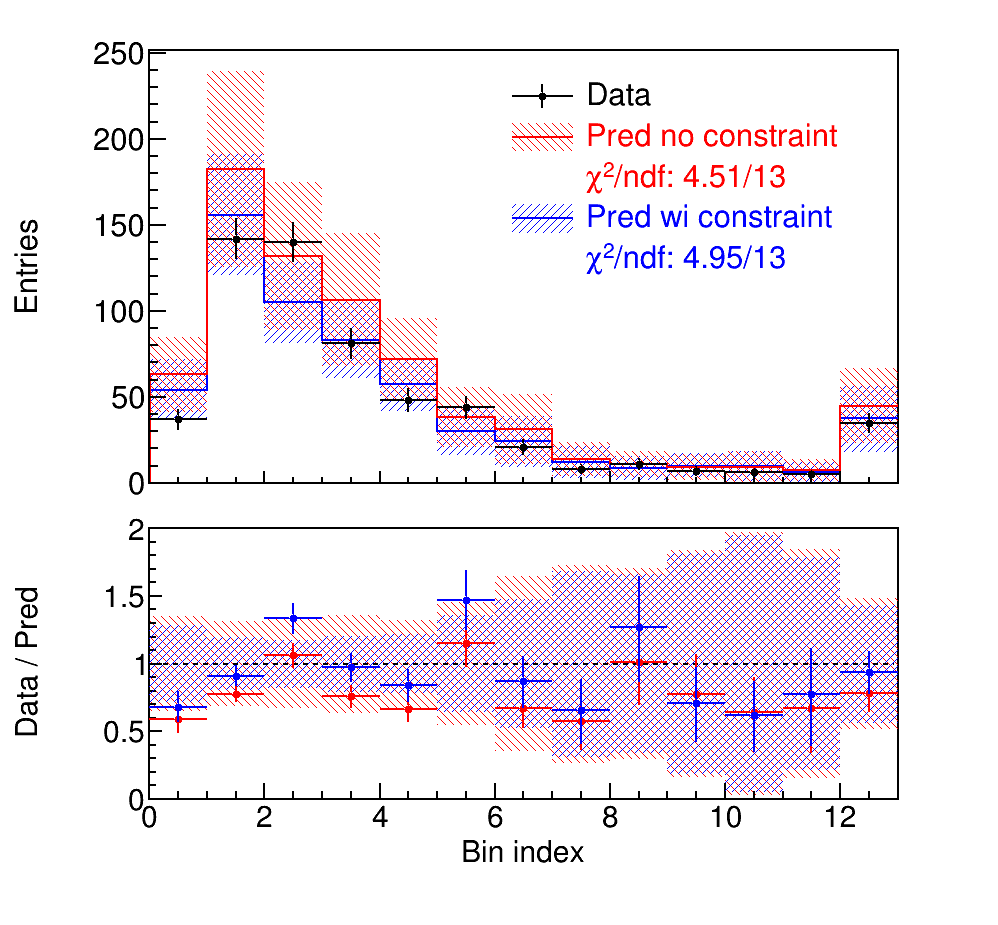 250
200
150
100
50
0
Entries
Data
Pred no constraint
χ²/ndf: 4.51/13
Pred wi constraint
χ²/ndf: 4.95/13
2
1.5
1
0.5
0
Data / Pred
0 2 4 6 8 10 12
Bin index